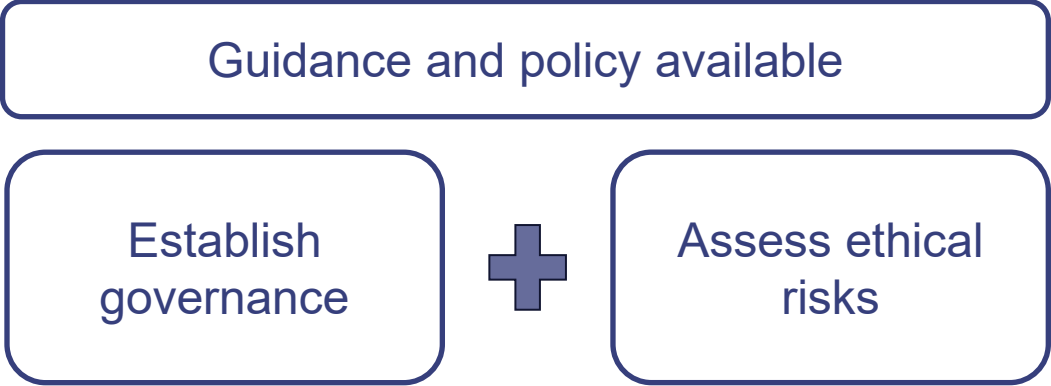 Guidance and policy available
Establish
governance
Assess ethical
risks